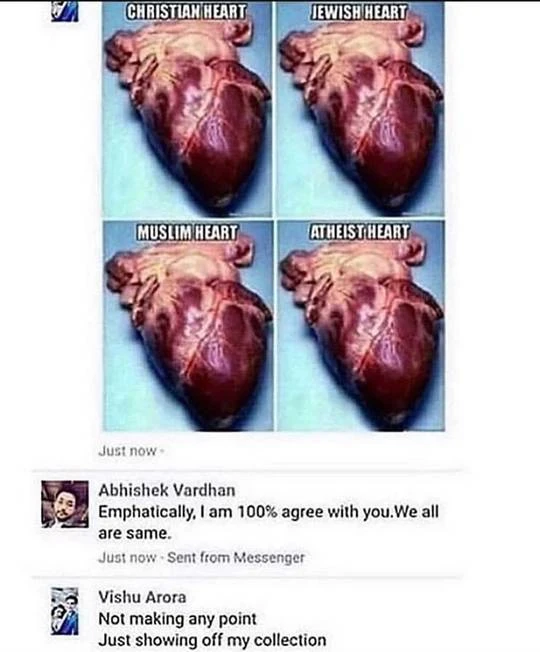 CHRISTIAN HEART
JEWISH HEART
MUSLIM HEART
ATHEIST HEART
Just now ·
Abhishek Vardhan
Emphatically, I am 100% agree with you.We all
are same.
Just now · Sent from Messenger
Vishu Arora
Not making any point
Just showing off my collection